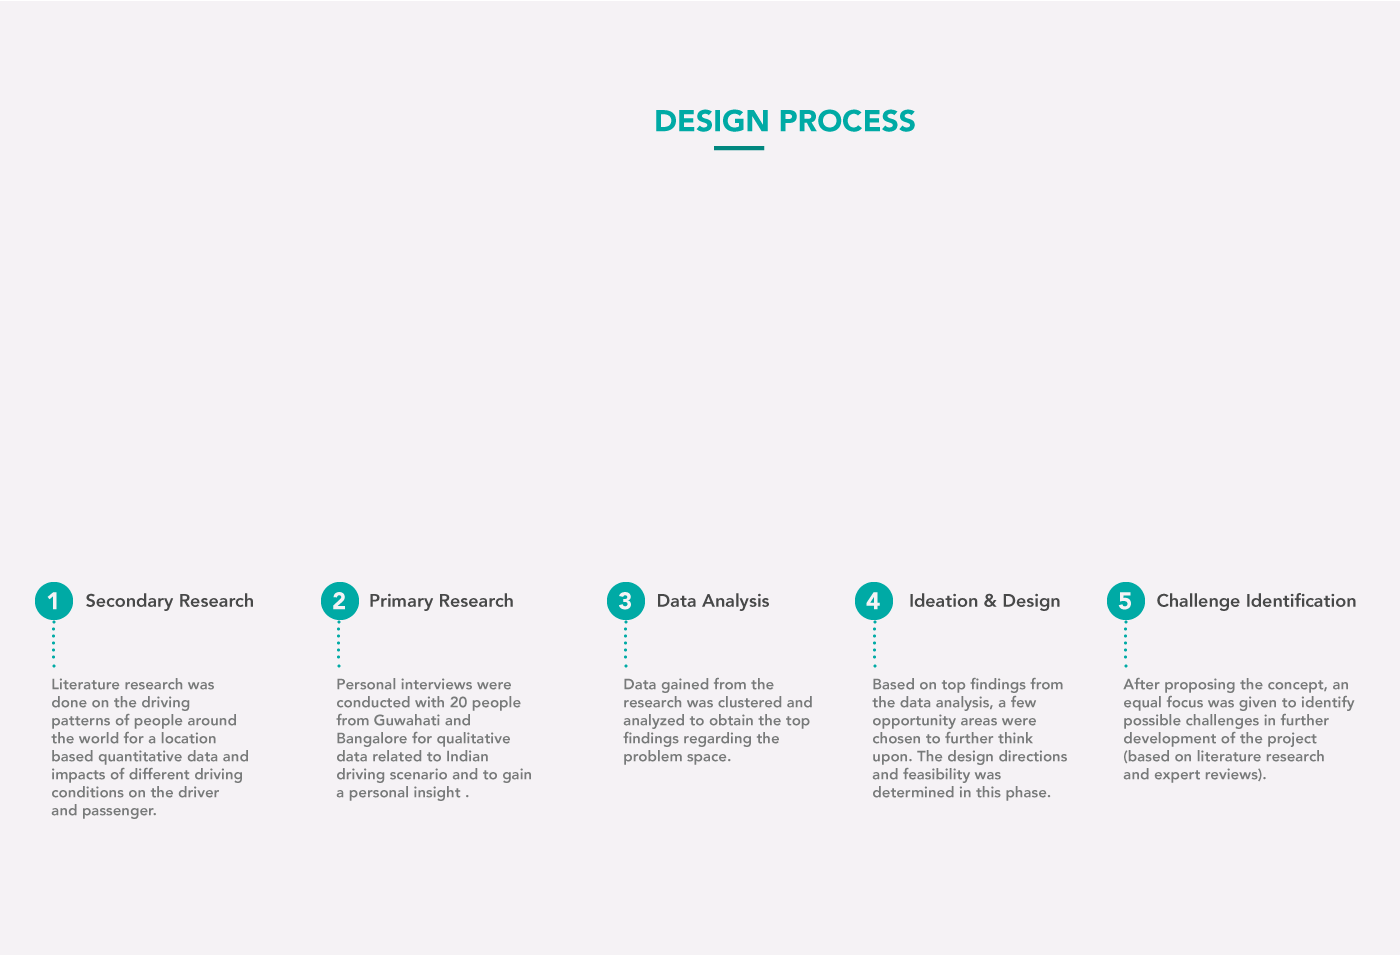 DESIGN PROCESS
1 Secondary Research
Literature research was
done on the driving
patterns of people around
the world for a location
based quantitative data and
impacts of different driving
conditions on the driver
and passenger.
2 Primary Research
Personal interviews were
conducted with 20 people
from Guwahati and
Bangalore for qualitative
data related to Indian
driving scenario and to gain
a personal insight .
3 Data Analysis
Data gained from the
research was clustered and
analyzed to obtain the top
findings regarding the
problem space.
4 Ideation & Design
Based on top findings from
the data analysis, a few
opportunity areas were
chosen to further think
upon. The design directions
and feasibility was
determined in this phase.
5 Challenge Identification
After proposing the concept, an
equal focus was given to identify
possible challenges in further
development of the project
(based on literature research
and expert reviews).